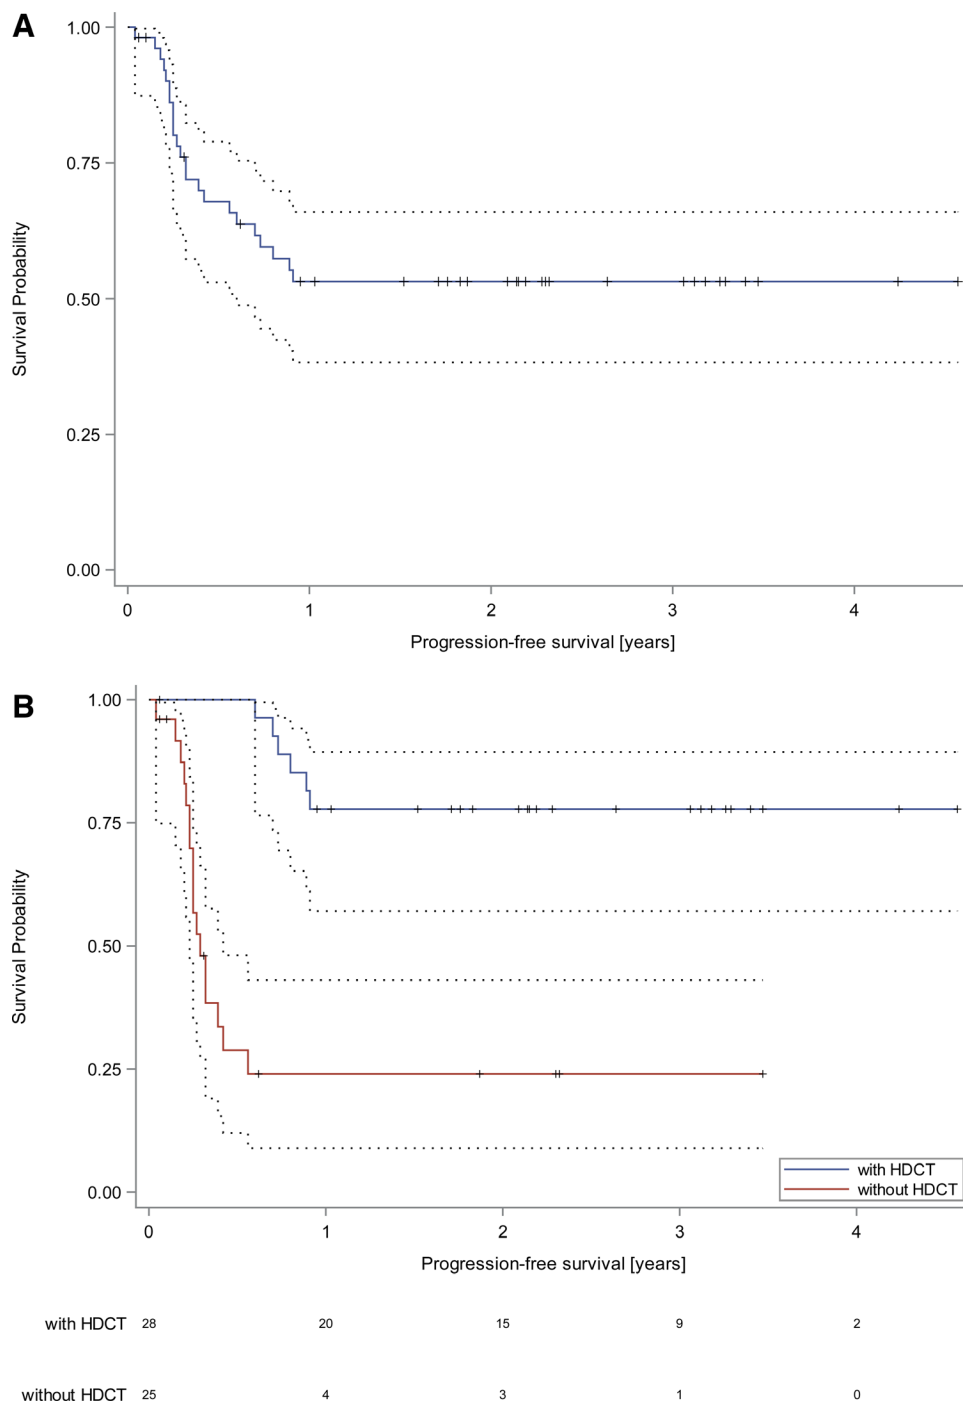 A
1.00
0.75
0.50
0.25
0.00
Survival Probability
0 1 2 3 4
Progression-free survival [years]
B
1.00
0.75
0.50
0.25
0.00
Survival Probability
with HDCT
without HDCT
0 1 2 3 4
Progression-free survival [years]
with HDCT 28 20 15 9 2
without HDCT 25 4 3 1 0